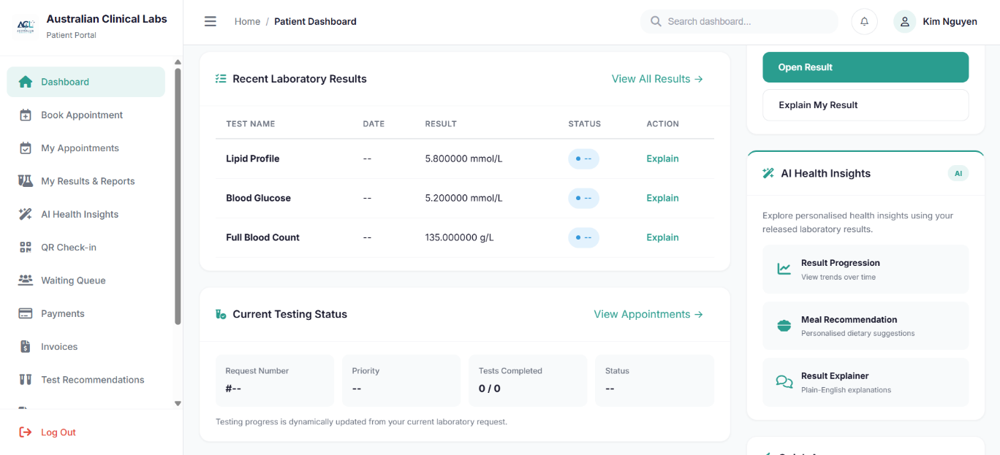 Australian Clinical Labs
Patient Portal
Home / Patient Dashboard
Search dashboard...
Kim Nguyen
Dashboard
Book Appointment
My Appointments
My Results & Reports
AI Health Insights
QR Check-in
Waiting Queue
Payments
Invoices
Test Recommendations
Log Out
Recent Laboratory Results
View All Results →
TEST NAME DATE RESULT STATUS ACTION
Lipid Profile -- 5.800000 mmol/L -- Explain
Blood Glucose -- 5.200000 mmol/L -- Explain
Full Blood Count -- 135.000000 g/L -- Explain
Current Testing Status
View Appointments →
Request Number Priority Tests Completed Status
#-- -- 0 / 0 --
Testing progress is dynamically updated from your current laboratory request.
Open Result
Explain My Result
AI Health Insights
AI
Explore personalised health insights using your
released laboratory results.
Result Progression
View trends over time
Meal Recommendation
Personalised dietary suggestions
Result Explainer
Plain-English explanations